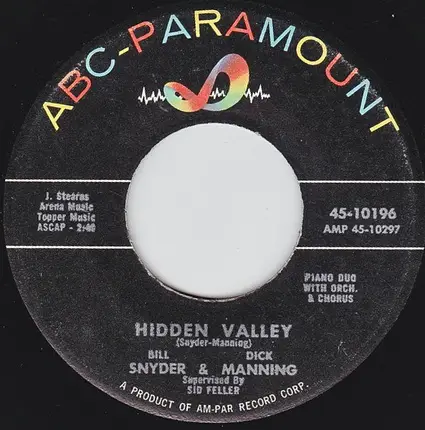 ABC-PARAMOUNT
J. Stearns
Arena Music
Topper Music
ASCAP - 2:40
45-10196
AMP 45-10297
PIANO DUO
WITH ORCH.
& CHORUS
HIDDEN VALLEY
(Snyder-Manning)
BILL DICK
SNYDER & MANNING
Supervised By
SID FELLER
A PRODUCT OF AM-PAR RECORD CORP.